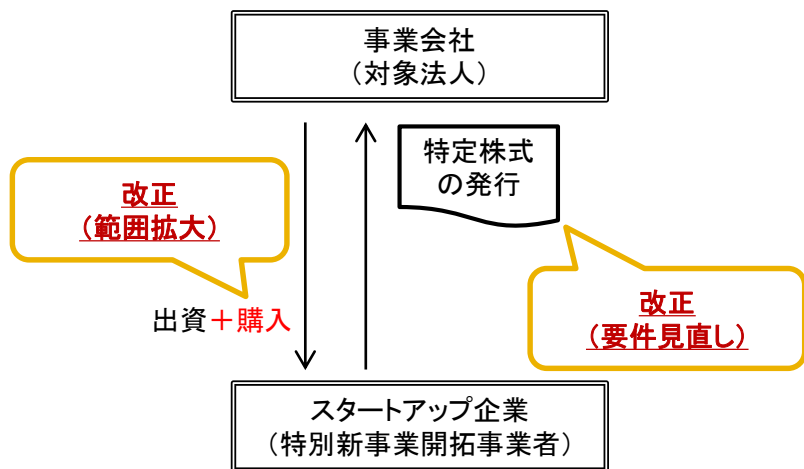 事業会社
（対象法人）
特定株式
の発行
改正
（範囲拡大）
出資＋購入
改正
（要件見直し）
スタートアップ企業
（特別新事業開拓事業者）